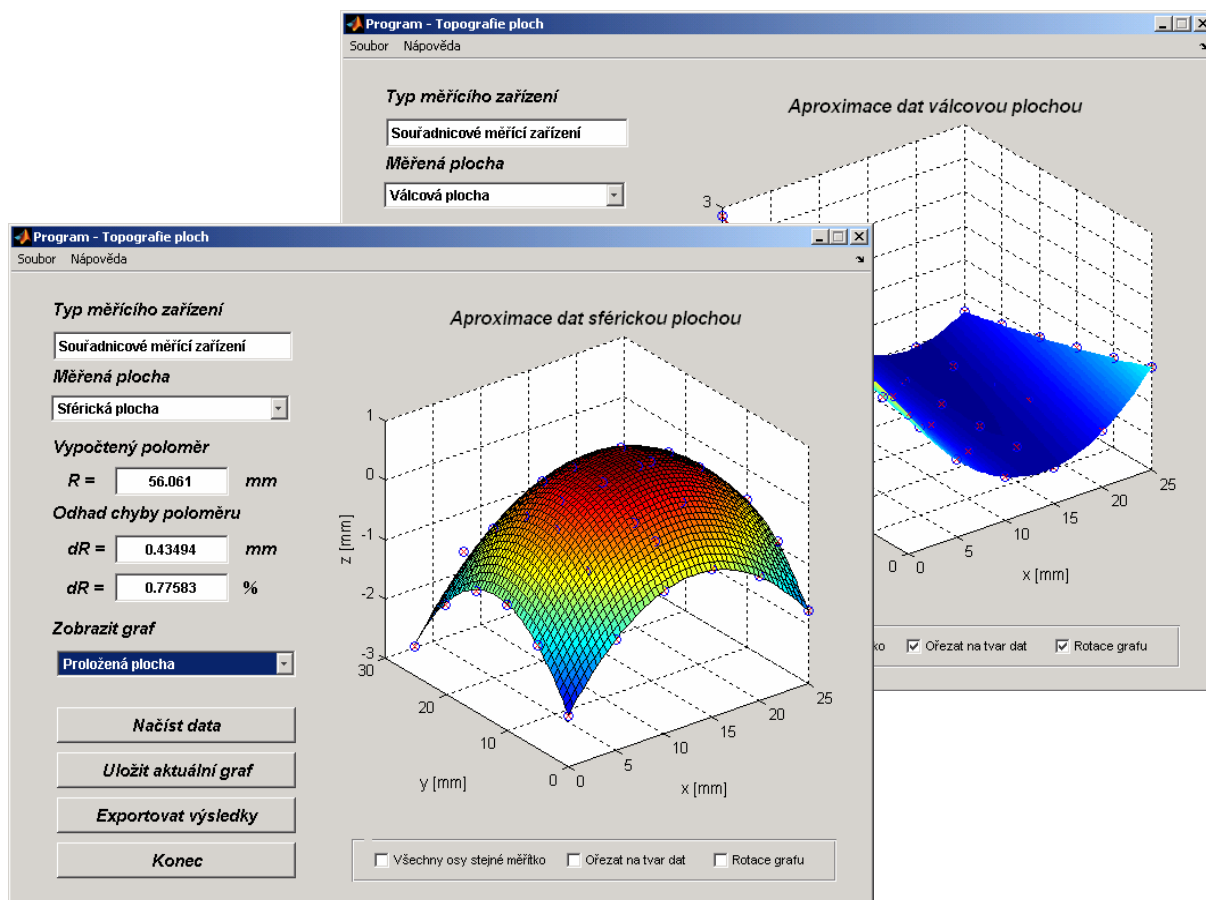 Program - Topografie ploch
Soubor Nápověda
Typ měřícího zařízení
Souřadnicové měřící zařízení
Měřená plocha
Válcová plocha
Aproximace dat válcovou plochou
3
0
0
5
10
15
20
25
x [mm]
ko
Ořezat na tvar dat
Rotace grafu
Program - Topografie ploch
Soubor Nápověda
Typ měřícího zařízení
Souřadnicové měřící zařízení
Měřená plocha
Sférická plocha
Vypočtený poloměr
R = 56.061 mm
Odhad chyby poloměru
dR = 0.43494 mm
dR = 0.77583 %
Zobrazit graf
Proložená plocha
Načíst data
Uložit aktuální graf
Exportovat výsledky
Konec
Aproximace dat sférickou plochou
1
0
-1
-2
-3
z [mm]
30
20
10
0
y [mm]
0
5
10
15
20
25
x [mm]
Všechny osy stejné měřítko
Ořezat na tvar dat
Rotace grafu